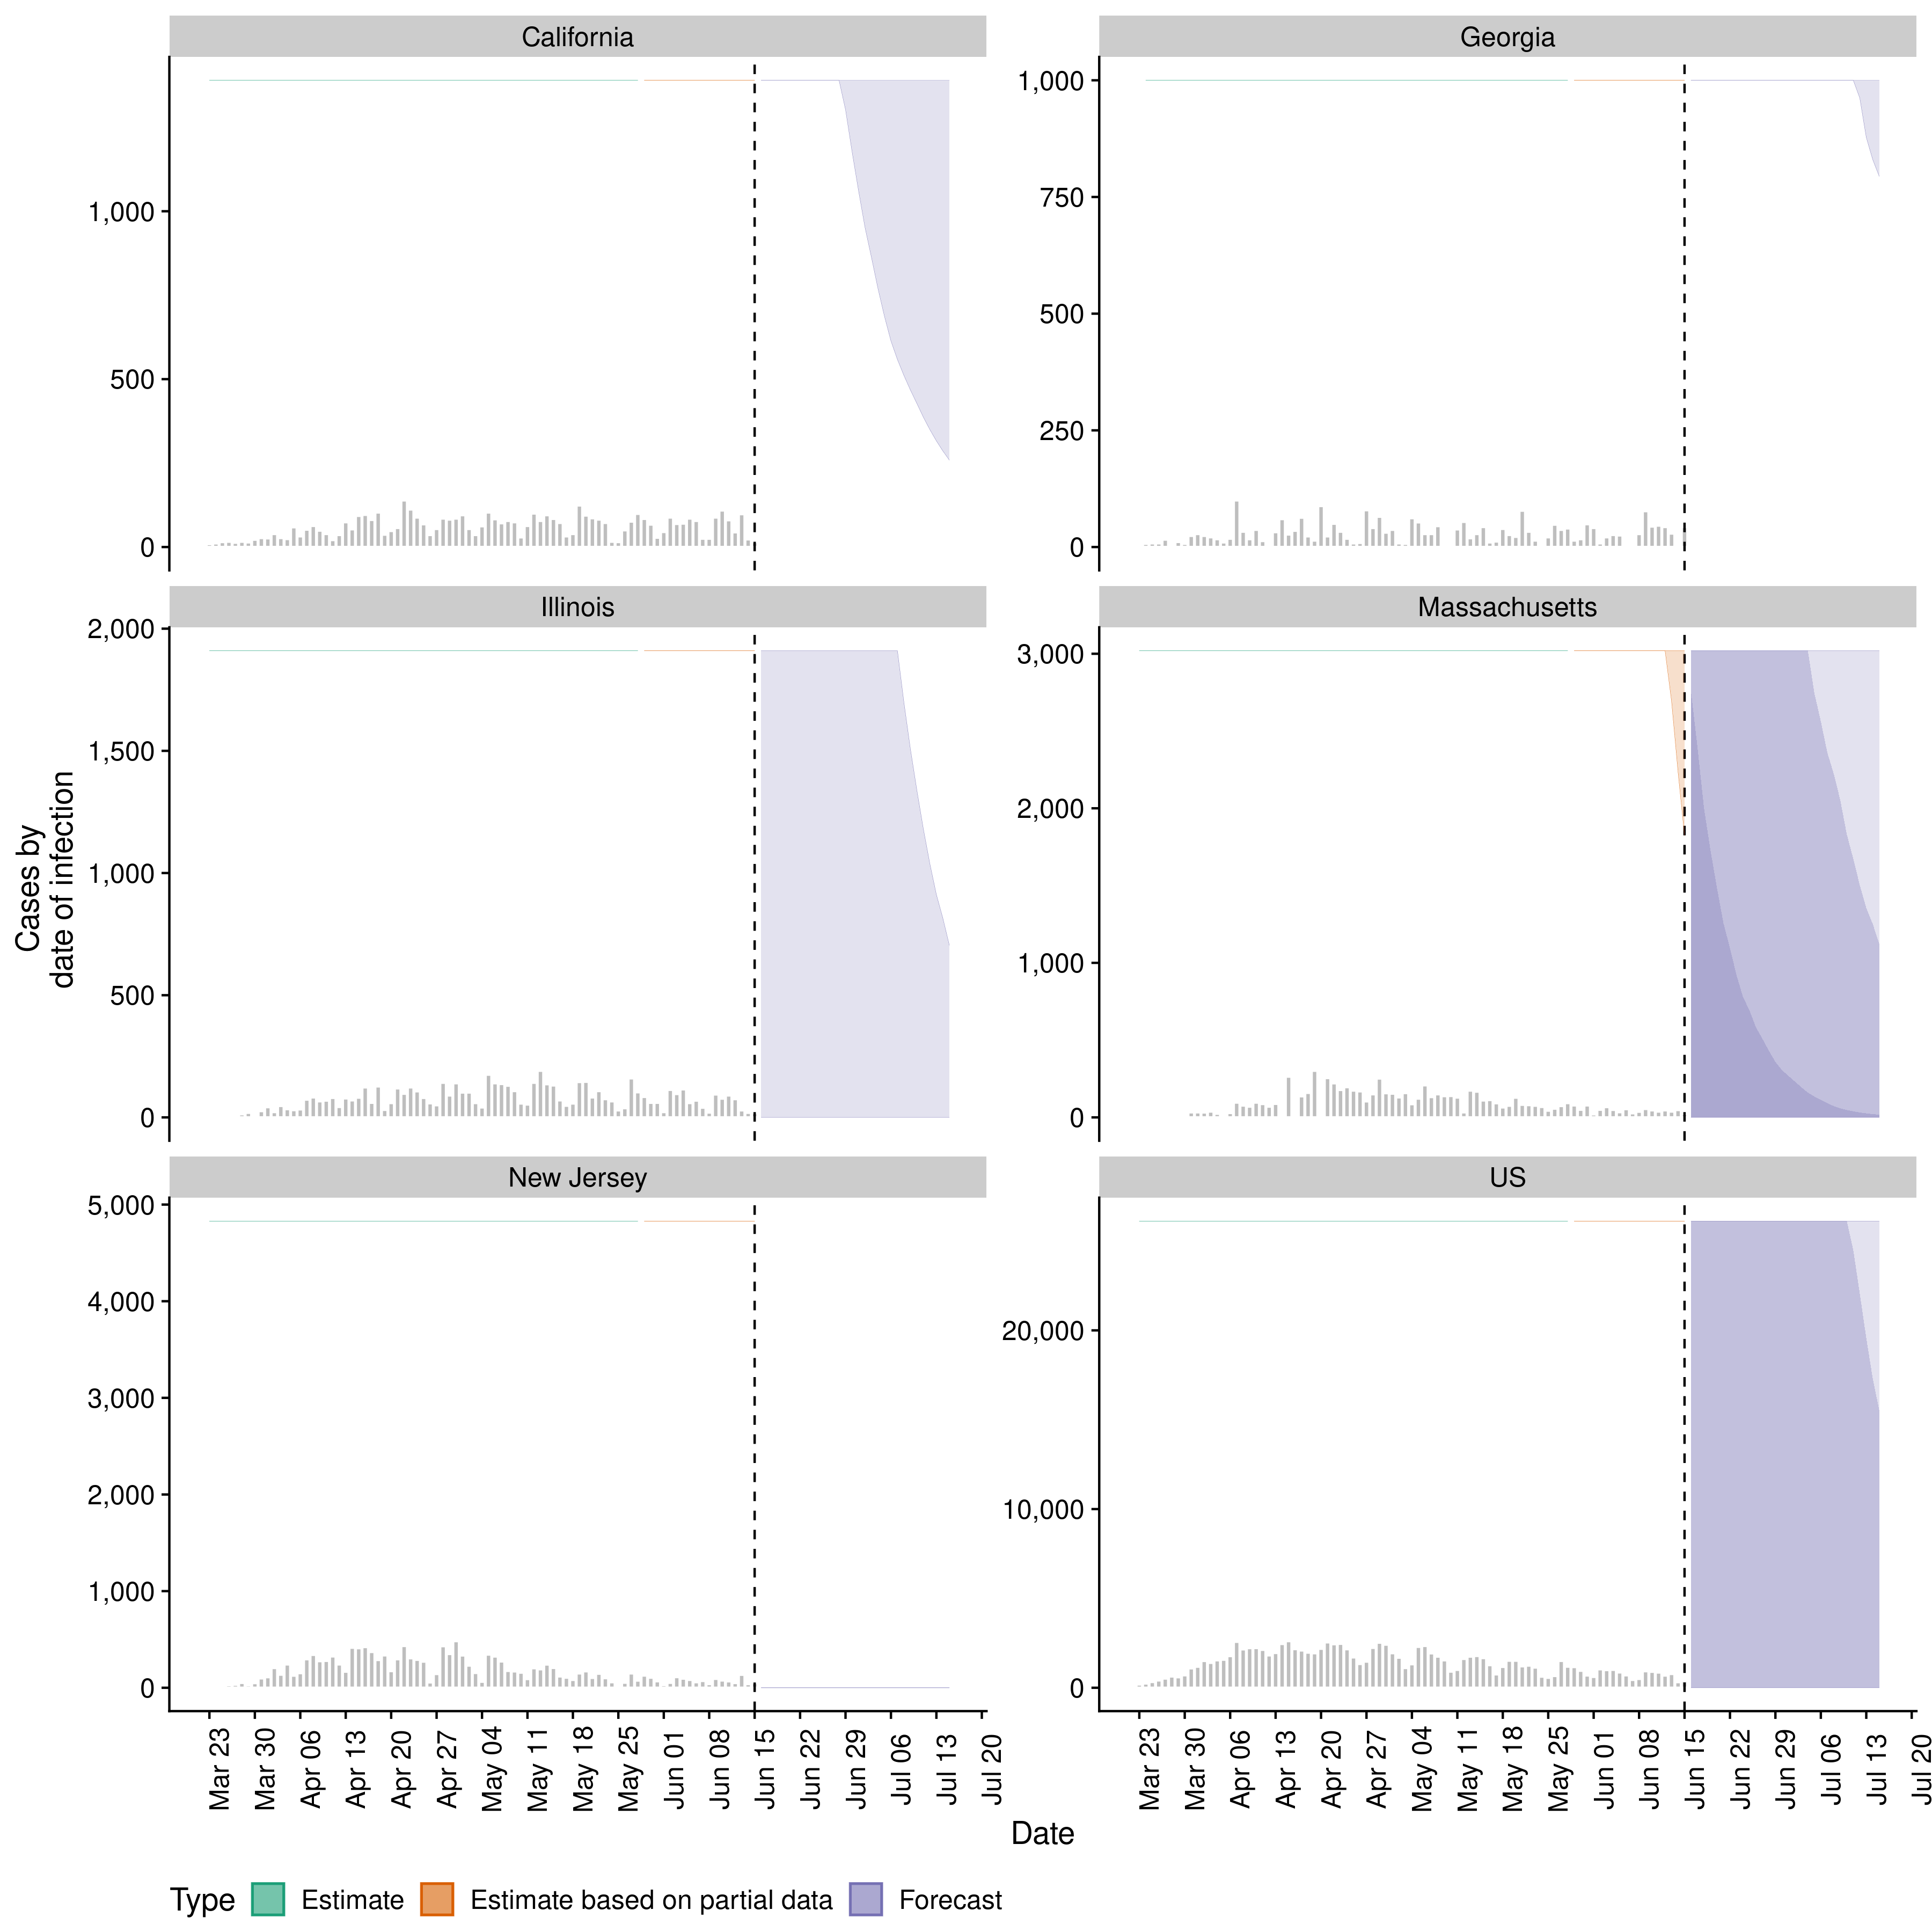 California
Georgia
1,000
500
0
1,000
750
500
250
0
Illinois
Massachusetts
2,000
1,500
1,000
500
0
3,000
2,000
1,000
0
Cases by
date of infection
New Jersey
US
5,000
4,000
3,000
2,000
1,000
0
20,000
10,000
0
Mar 23 Mar 30 Apr 06 Apr 13 Apr 20 Apr 27 May 04 May 11 May 18 May 25 Jun 01 Jun 08 Jun 15 Jun 22 Jun 29 Jul 06 Jul 13 Jul 20
Mar 23 Mar 30 Apr 06 Apr 13 Apr 20 Apr 27 May 04 May 11 May 18 May 25 Jun 01 Jun 08 Jun 15 Jun 22 Jun 29 Jul 06 Jul 13 Jul 20
Date
Type Estimate Estimate based on partial data Forecast